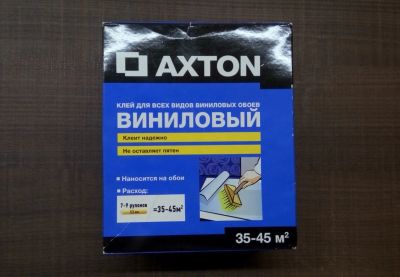 AXTON
КЛЕЙ ДЛЯ ВСЕХ ВИДОВ ВИНИЛОВЫХ ОБОЕВ
ВИНИЛОВЫЙ
Клеит надежно
Не оставляет пятен
Наносится на обои
Расход:
7-9 рулонов
=35-45м²
35-45 м²